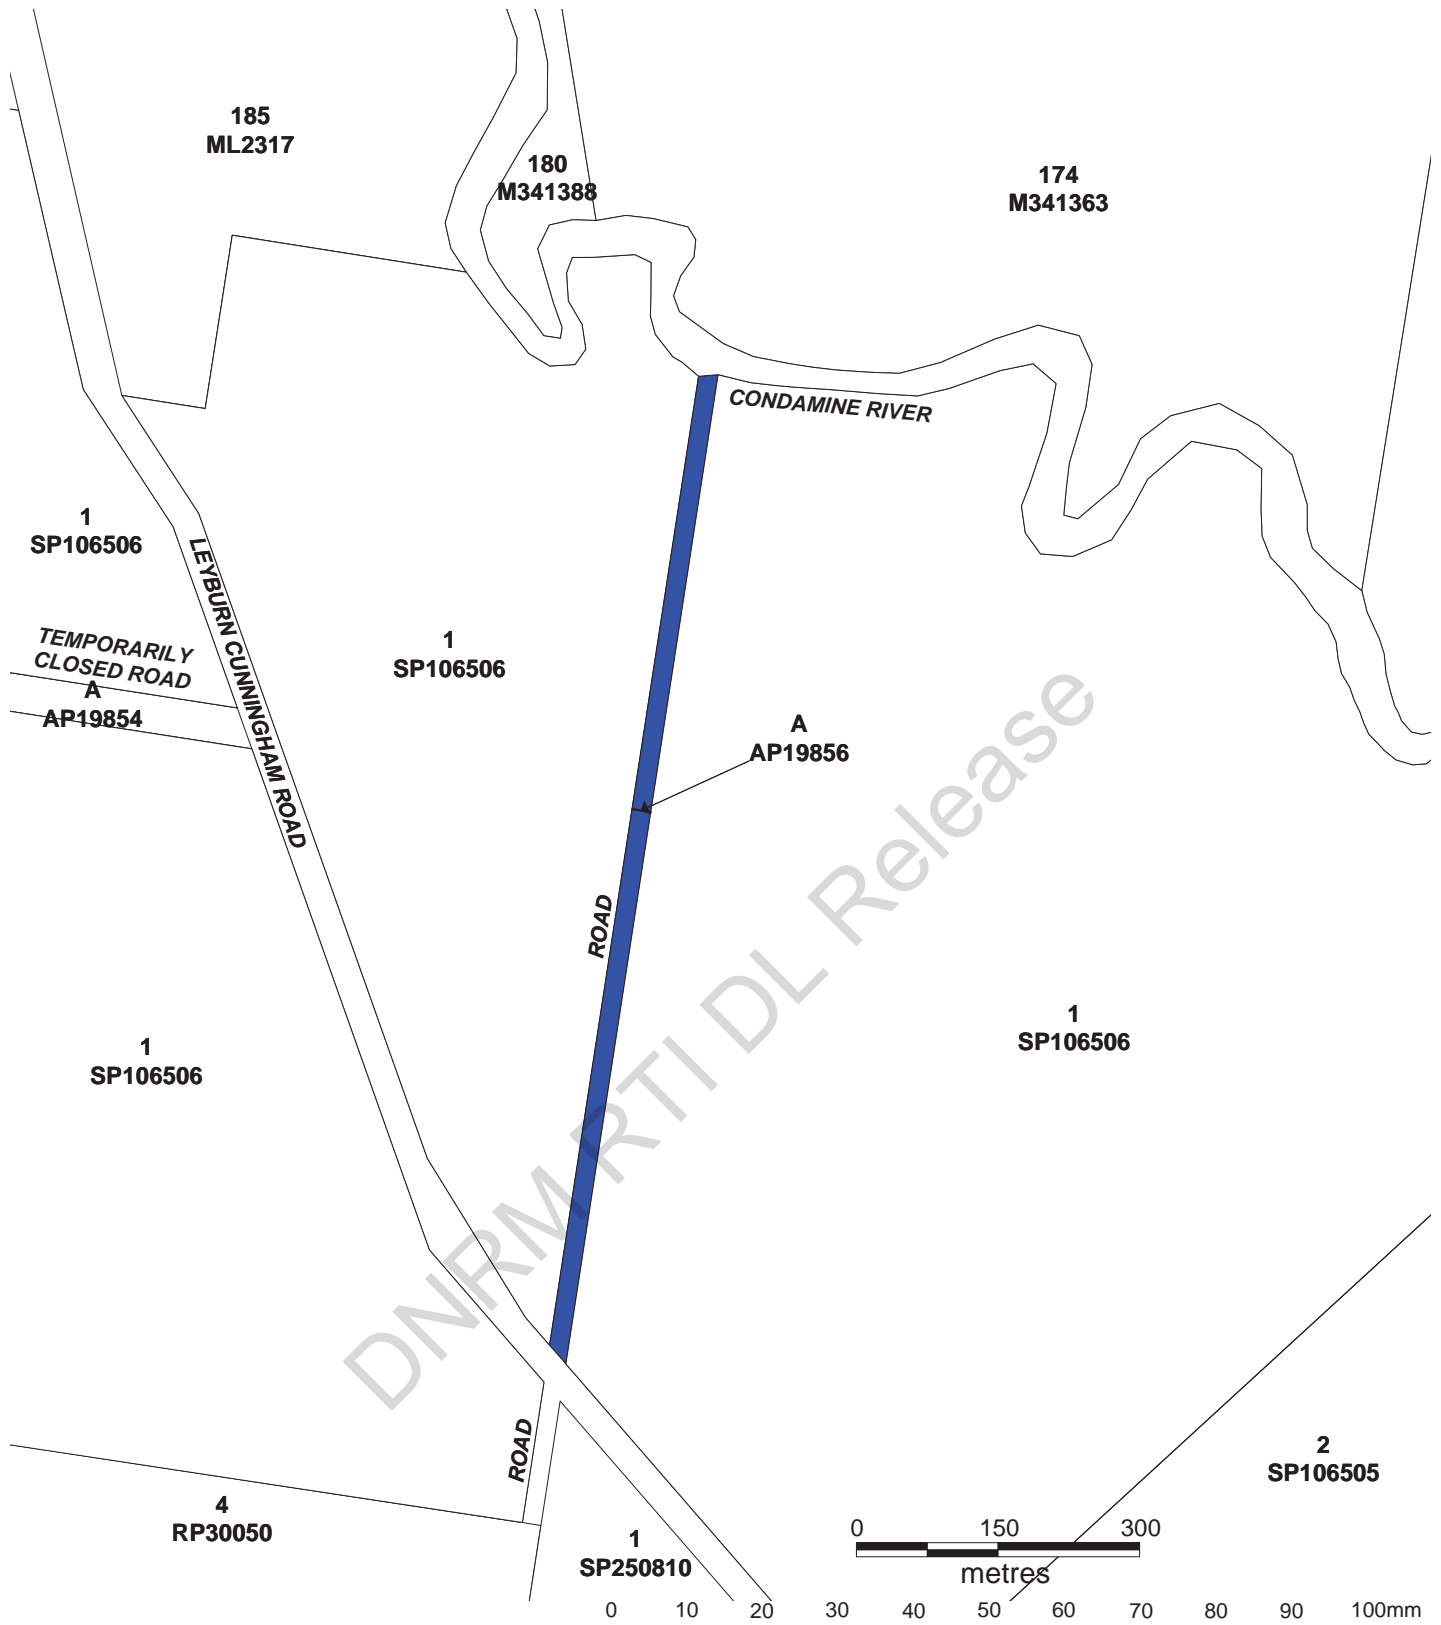 185
ML2317
180
M341388
174
M341363
CONDAMINE RIVER
1
SP106506
LEYBURN CUNNINGHAM ROAD
TEMPORARILY
CLOSED ROAD
A
AP19854
1
SP106506
A
AP19856
ROAD
1
SP106506
1
SP106506
DNRM RTI DL Release
ROAD
2
SP106505
4
RP30050
1
SP250810
0 150 300
metres
0 10 20 30 40 50 60 70 80 90 100mm